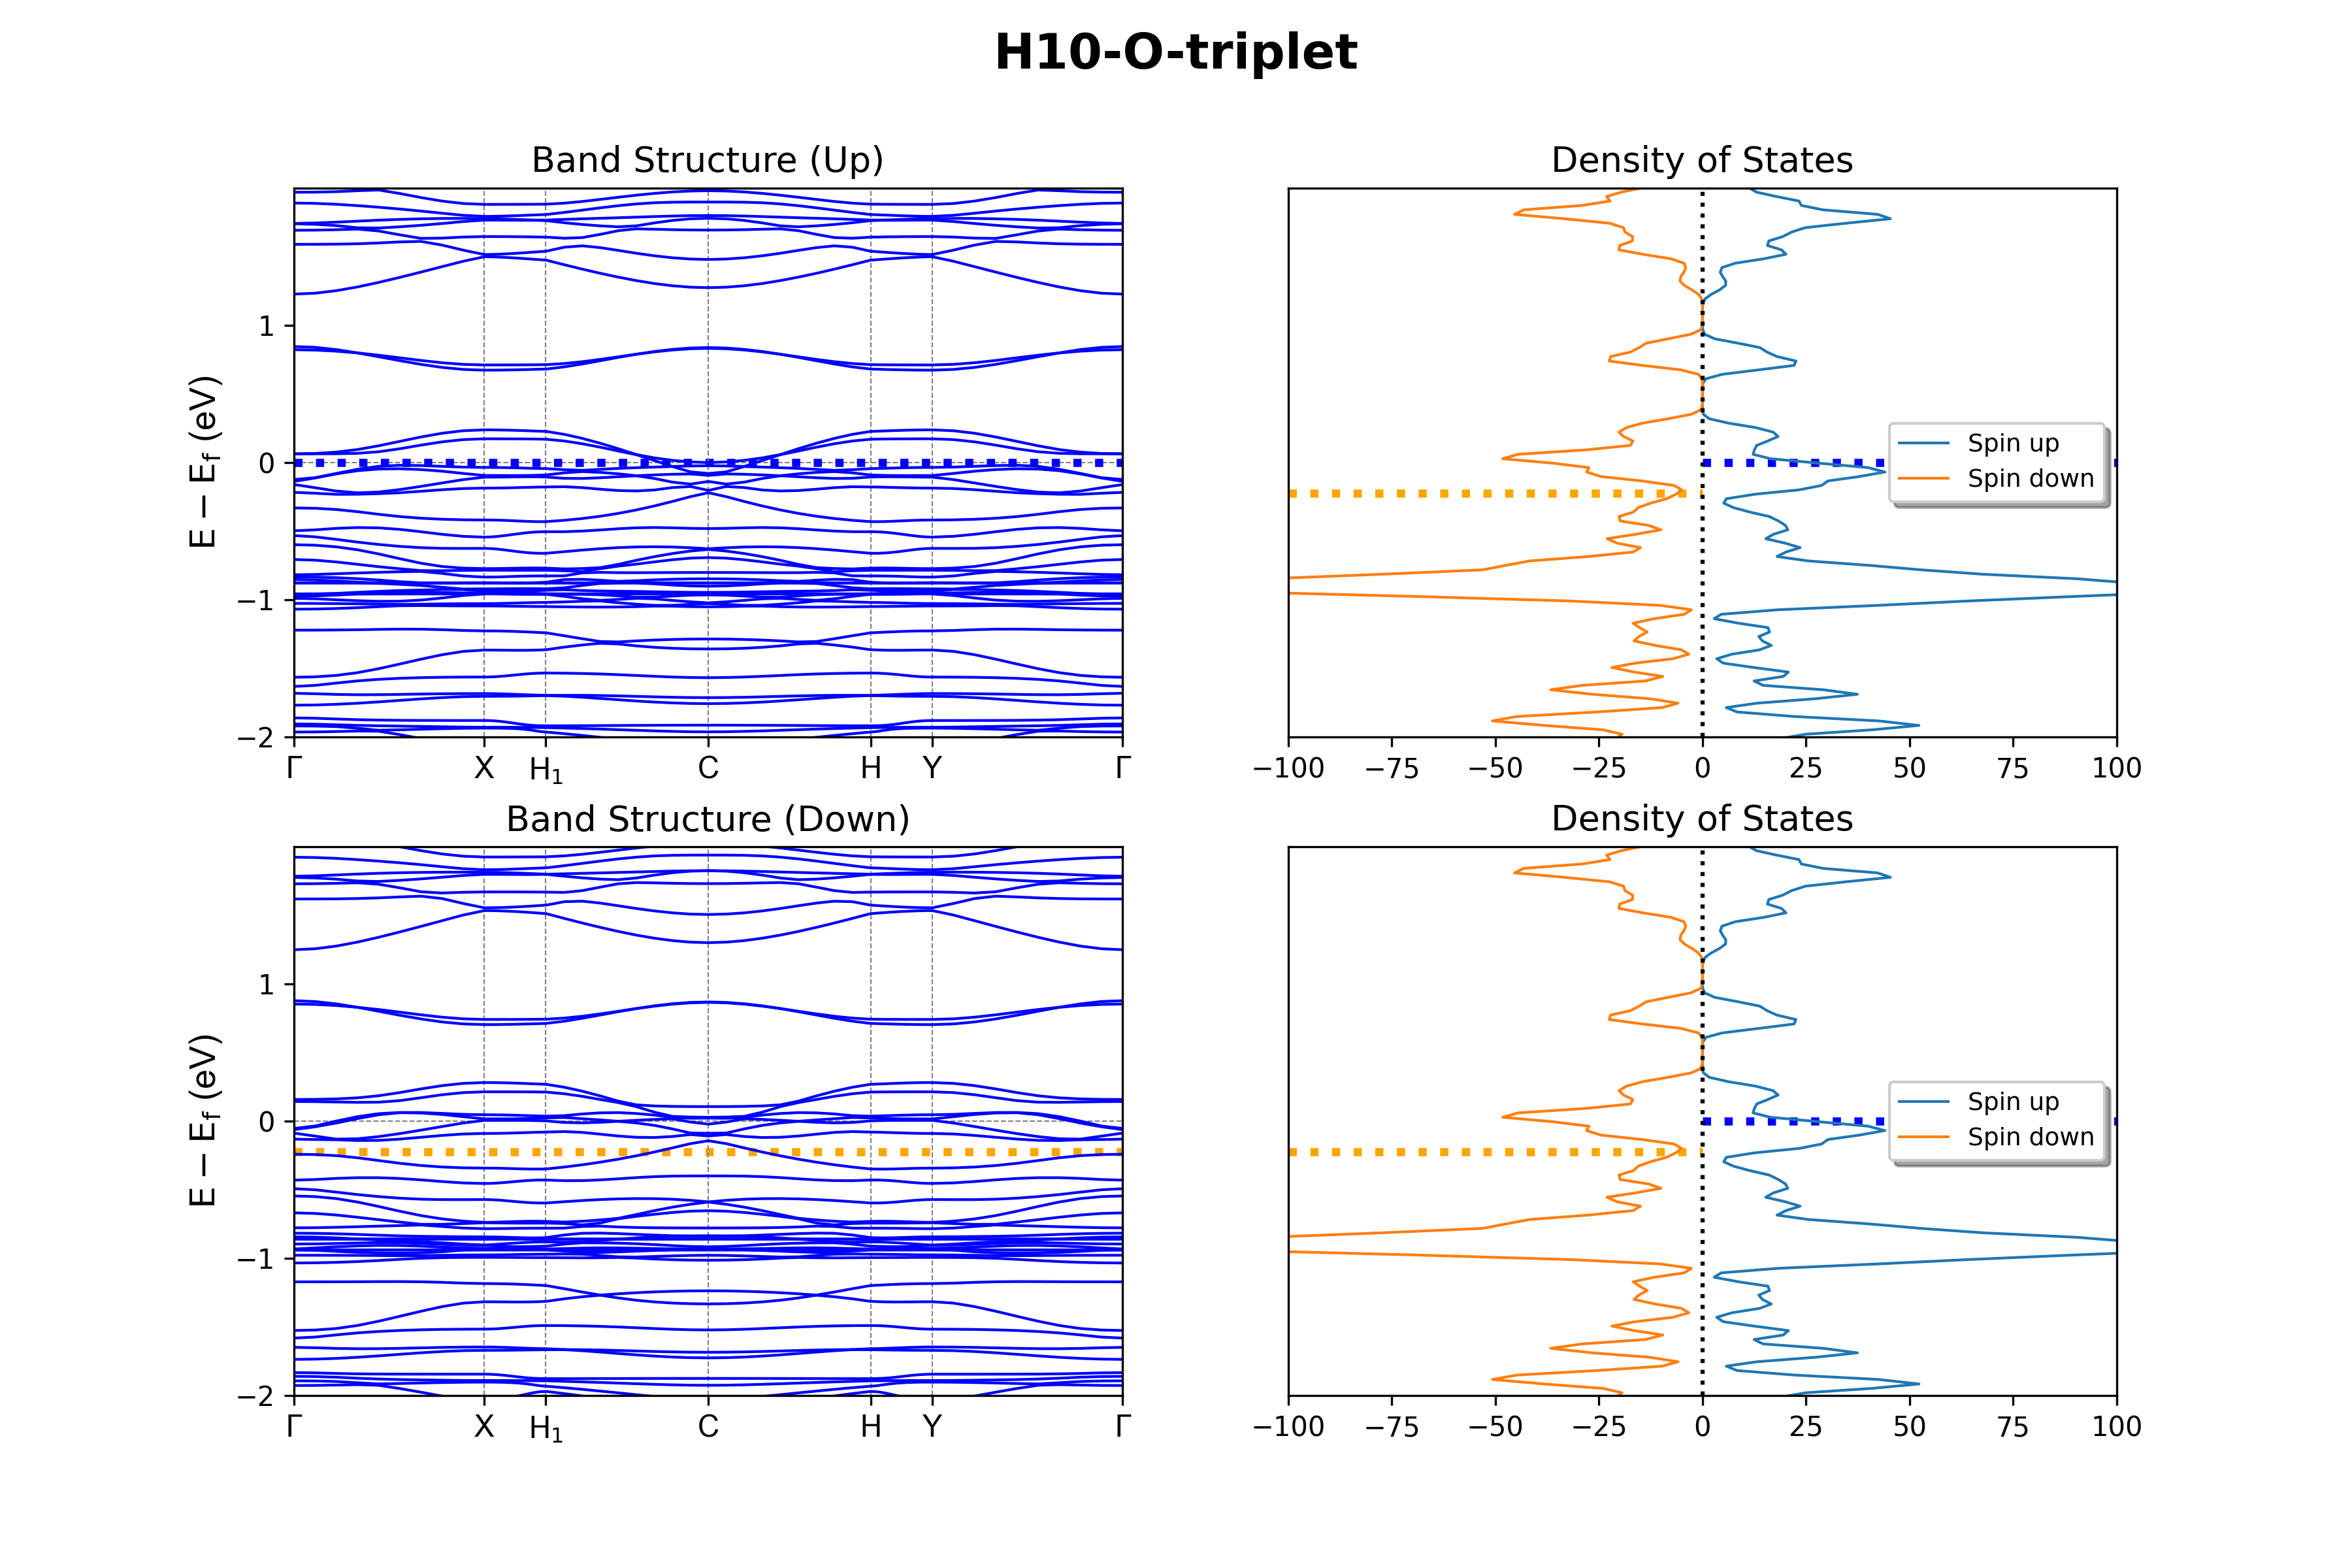 H10-O-triplet
Band Structure (Up)
Density of States
E − E_f (eV)
1
0
−1
−2
Γ X H₁ C H Y Γ
Spin up
Spin down
−100 −75 −50 −25 0 25 50 75 100
Band Structure (Down)
Density of States
E − E_f (eV)
1
0
−1
−2
Γ X H₁ C H Y Γ
Spin up
Spin down
−100 −75 −50 −25 0 25 50 75 100